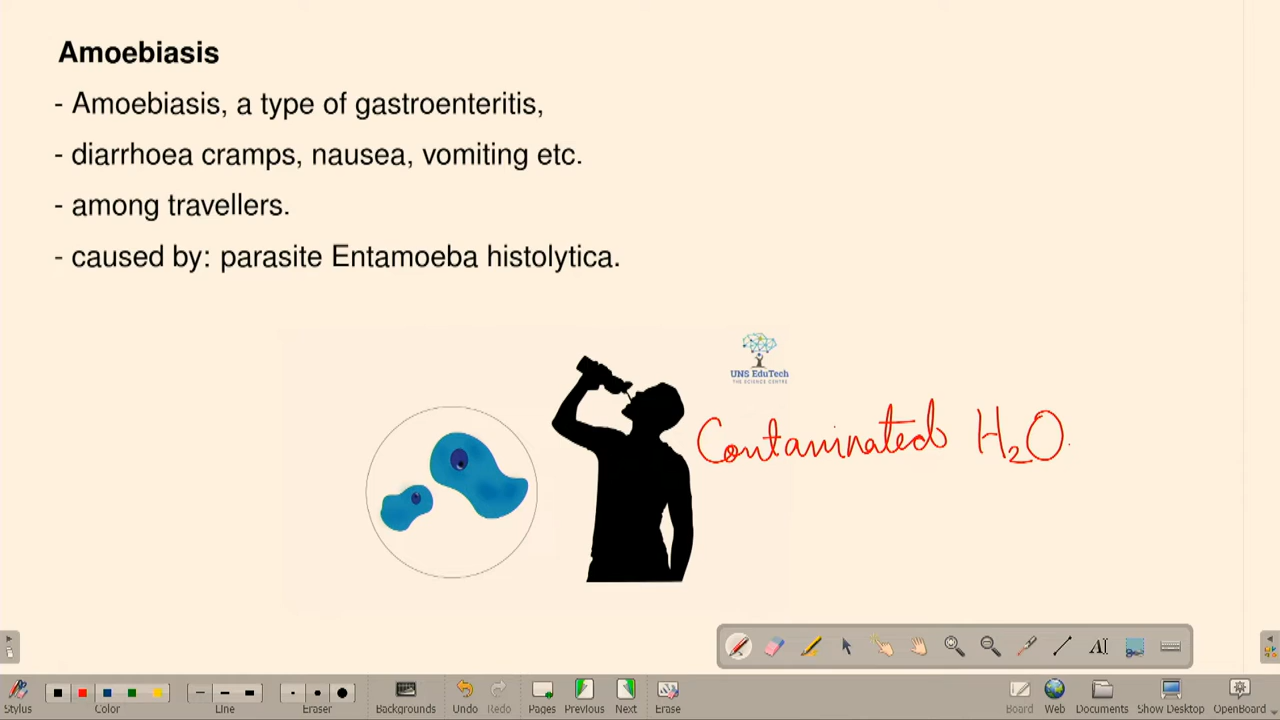 Amoebiasis
- Amoebiasis, a type of gastroenteritis,
- diarrhoea cramps, nausea, vomiting etc.
- among travellers.
- caused by: parasite Entamoeba histolytica.
UNS EduTech
THE SCIENCE CENTRE
Contaminated H₂O.
Stylus
Color
Line
Eraser
Backgrounds
Undo
Redo
Pages
Previous
Next
Erase
Board
Web
Documents
Show Desktop
OpenBoard